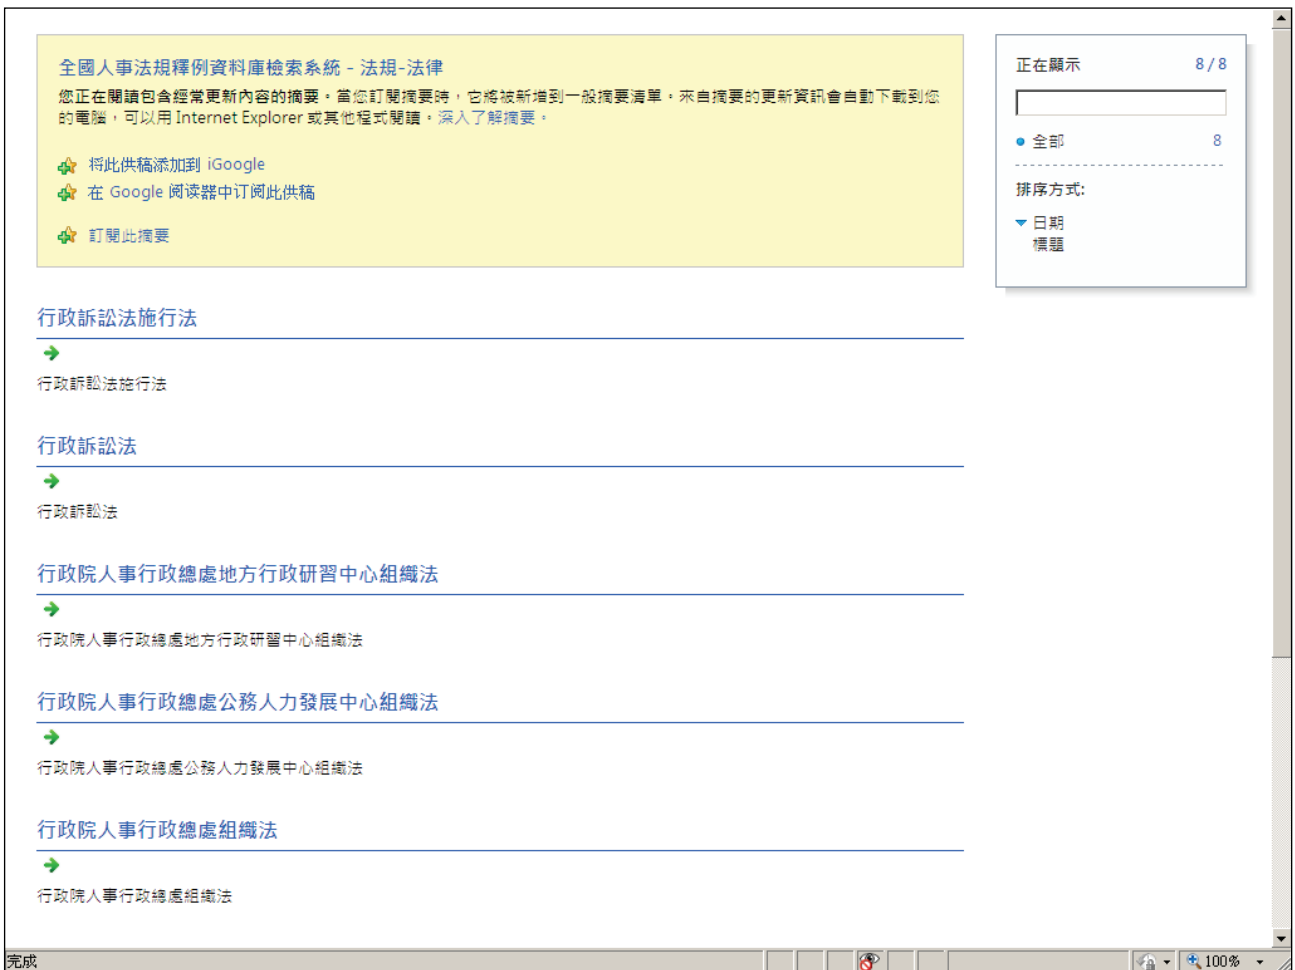 全國人事法規釋例資料庫檢索系統 - 法規-法律
您正在閱讀包含經常更新內容的摘要。當您訂閱摘要時，它將被新增到一般摘要清單。來自摘要的更新資訊會自動下載到您
的電腦，可以用 Internet Explorer 或其他程式閱讀。深入了解摘要。
将此供稿添加到 iGoogle
在 Google 阅读器中订阅此供稿
訂閱此摘要
正在顯示 8 / 8
全部 8
排序方式:
日期
標題
行政訴訟法施行法
行政訴訟法施行法
行政訴訟法
行政訴訟法
行政院人事行政總處地方行政研習中心組織法
行政院人事行政總處地方行政研習中心組織法
行政院人事行政總處公務人力發展中心組織法
行政院人事行政總處公務人力發展中心組織法
行政院人事行政總處組織法
行政院人事行政總處組織法
完成
100%